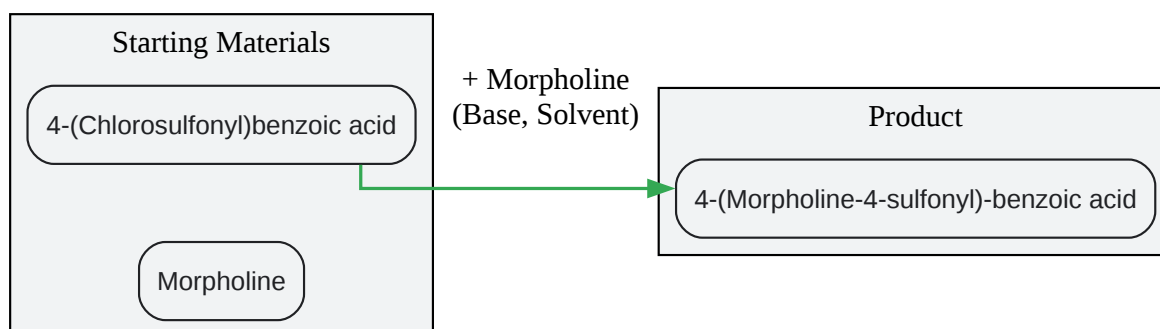 Starting Materials
4-(Chlorosulfonyl)benzoic acid
Morpholine
+ Morpholine
(Base, Solvent)
Product
4-(Morpholine-4-sulfonyl)-benzoic acid